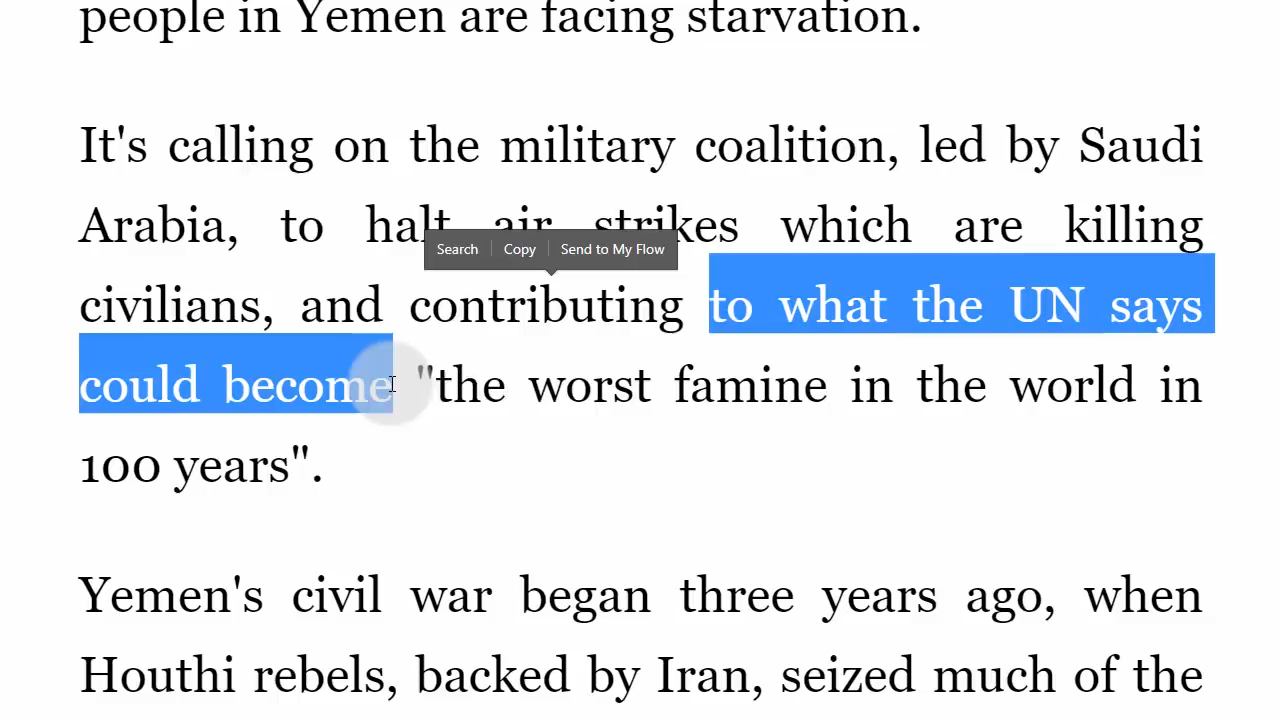 people in Yemen are facing starvation.
It's calling on the military coalition, led by Saudi
Arabia, to halt air strikes which are killing
Search Copy Send to My Flow
civilians, and contributing to what the UN says
could become "the worst famine in the world in
100 years".
Yemen's civil war began three years ago, when
Houthi rebels, backed by Iran, seized much of the